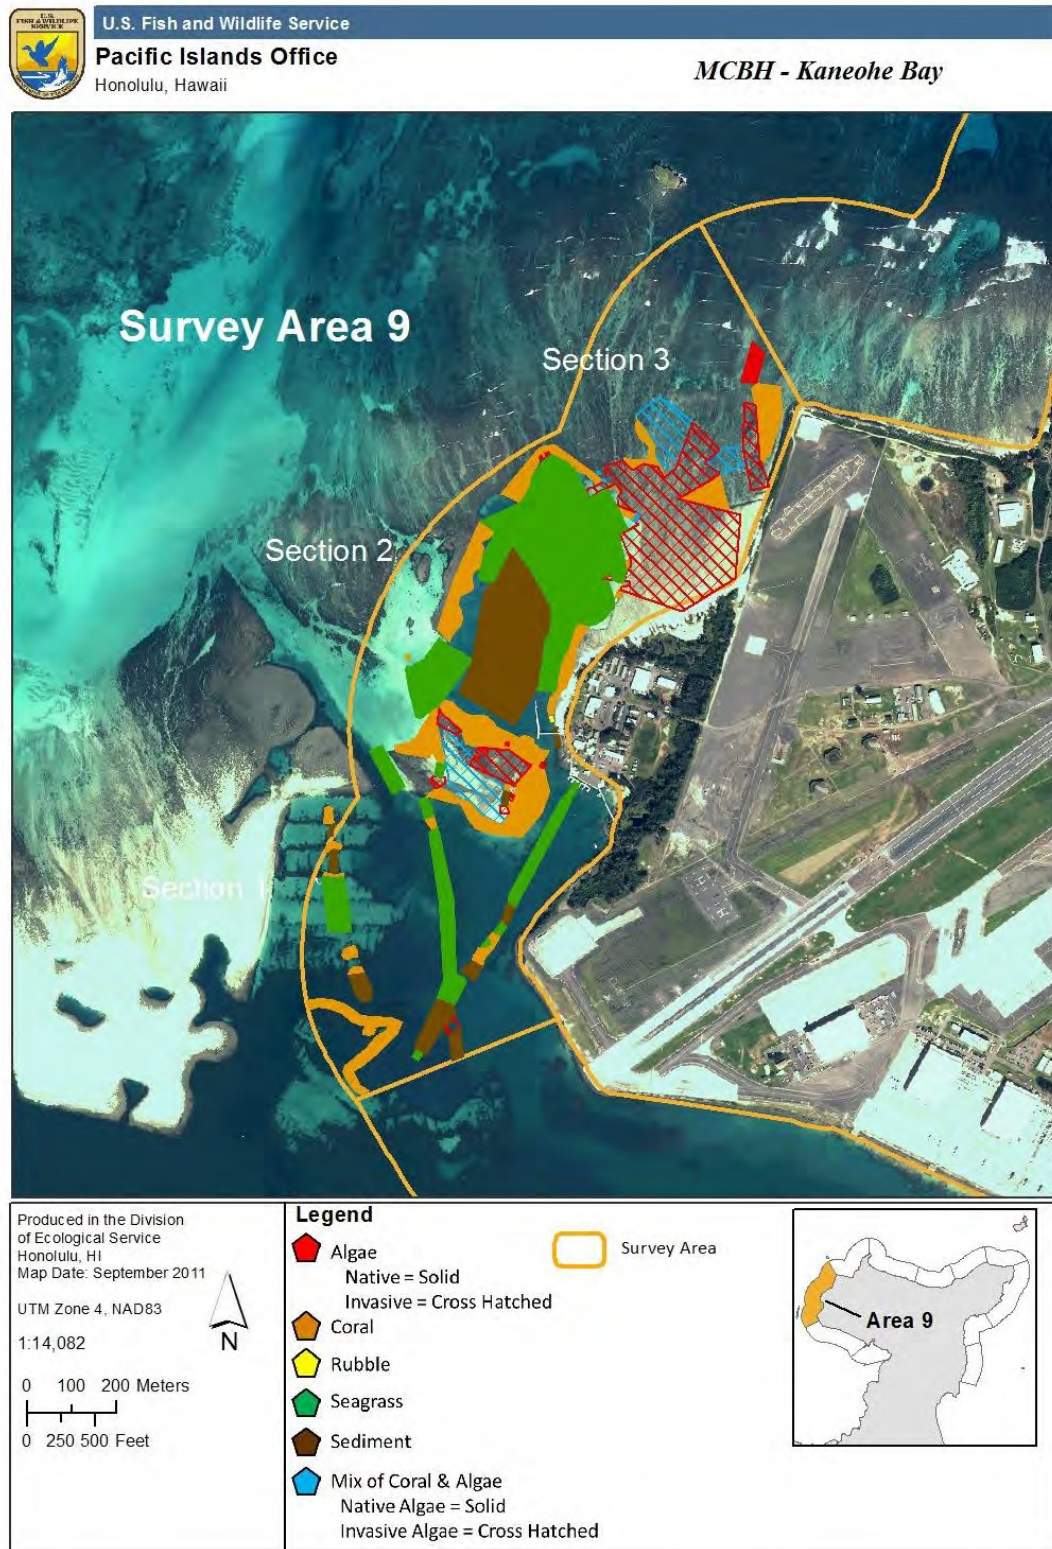 U.S.
FISH & WILDLIFE
SERVICE
U.S. Fish and Wildlife Service
Pacific Islands Office
Honolulu, Hawaii
MCBH - Kaneohe Bay
Survey Area 9
Section 3
Section 2
Section 1
Produced in the Division
of Ecological Service
Honolulu, HI
Map Date: September 2011
UTM Zone 4, NAD83
1:14,082
N
0 100 200 Meters
0 250 500 Feet
Legend
Algae
Native = Solid
Invasive = Cross Hatched
Coral
Rubble
Seagrass
Sediment
Mix of Coral & Algae
Native Algae = Solid
Invasive Algae = Cross Hatched
Survey Area
Area 9